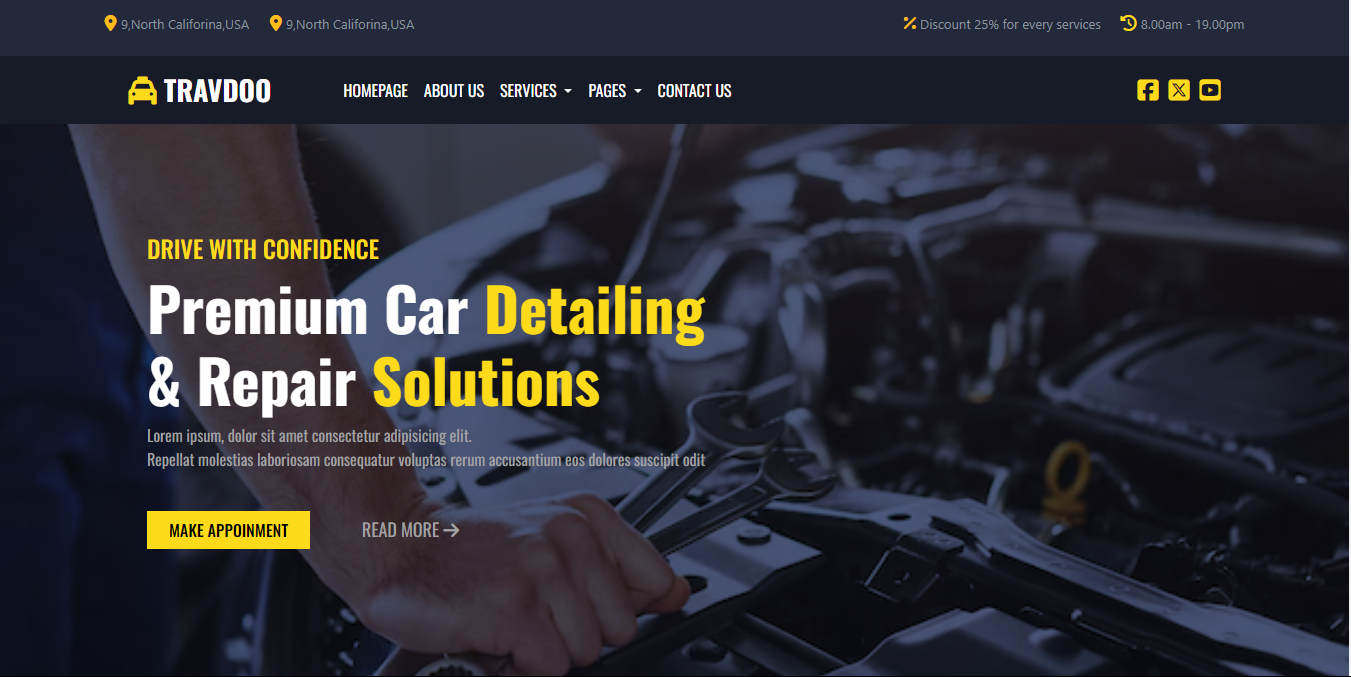 9,North Califorina,USA 9,North Califorina,USA Discount 25% for every services 8.00am - 19.00pm
TRAVDOO HOMEPAGE ABOUT US SERVICES PAGES CONTACT US
DRIVE WITH CONFIDENCE
Premium Car Detailing
& Repair Solutions
Lorem ipsum, dolor sit amet consectetur adipisicing elit.
Repellat molestias laboriosam consequatur voluptas rerum accusantium eos dolores suscipit odit
MAKE APPOINMENT READ MORE